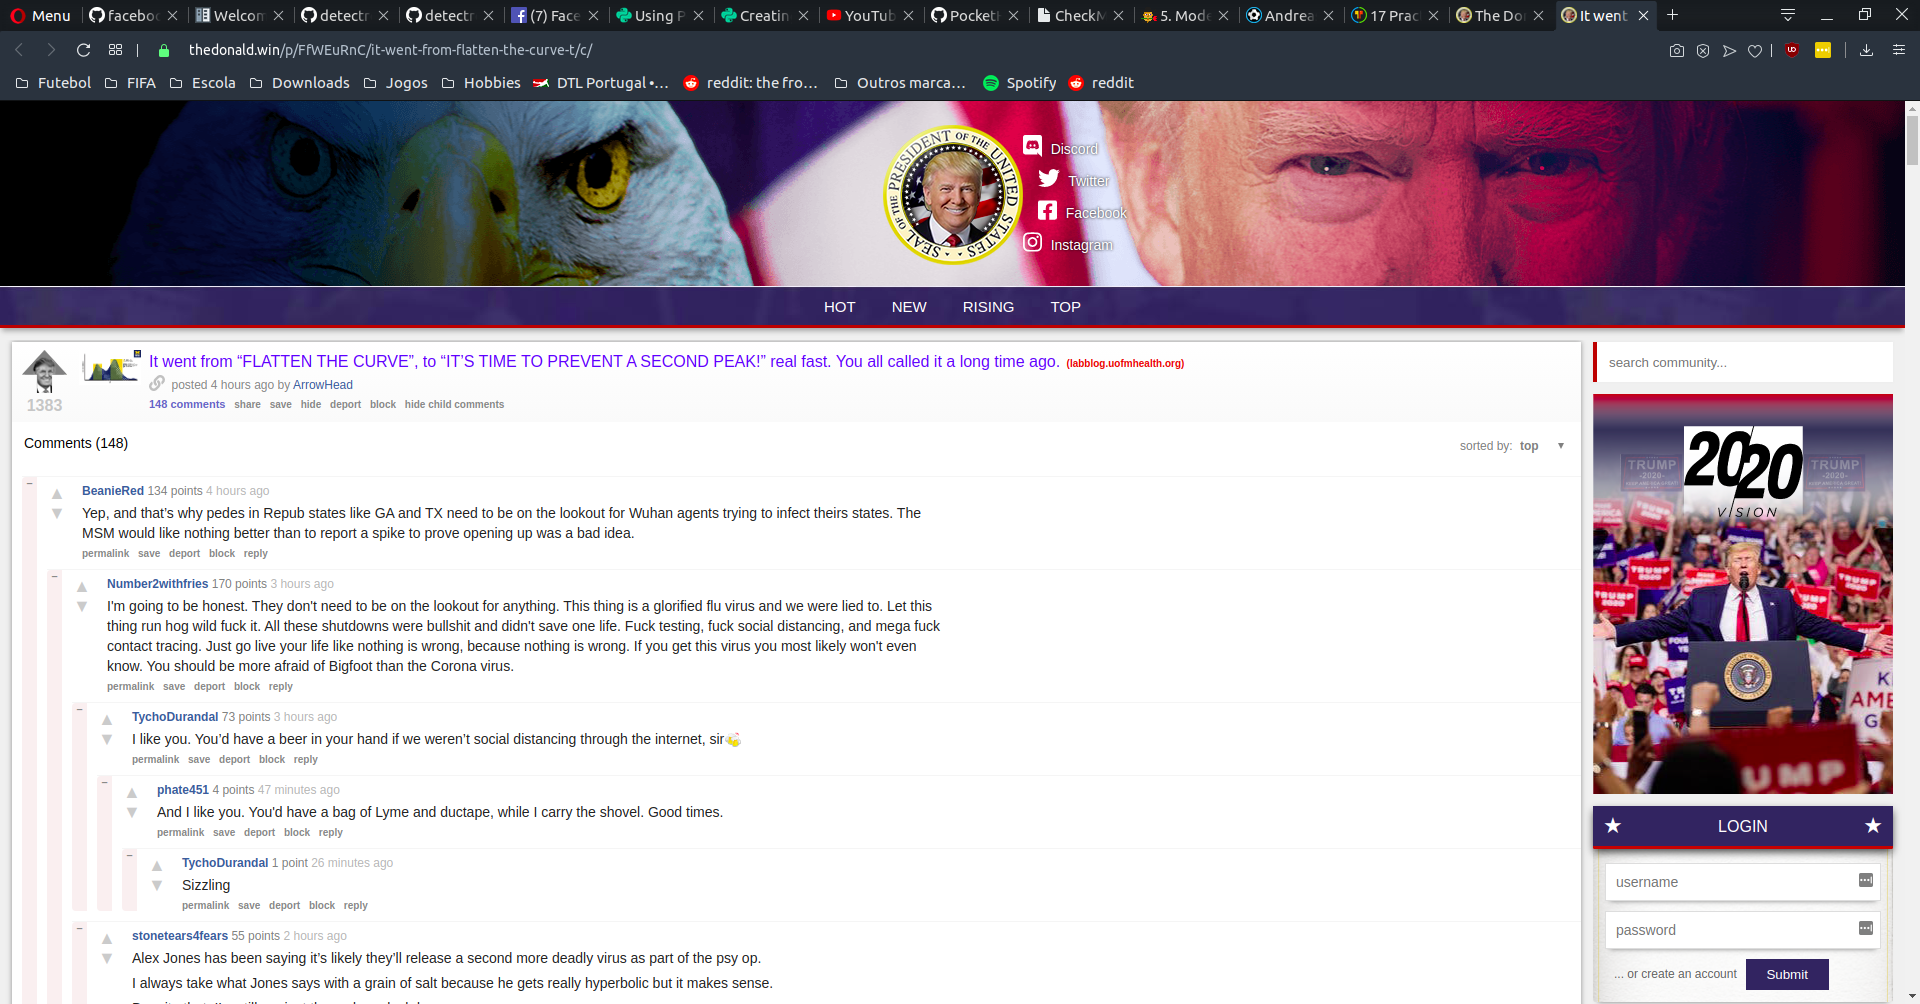 Menu
facebo
Welcom
detectr
detectr
(7) Face
Using P
Creatin
YouTub
Pocket
CheckM
5. Mode
Andrea
17 Prac
The Do
It went
thedonald.win/p/FfWEuRnC/it-went-from-flatten-the-curve-t/c/
Futebol
FIFA
Escola
Downloads
Jogos
Hobbies
DTL Portugal •...
reddit: the fro...
Outros marca...
Spotify
reddit
SEAL OF THE PRESIDENT OF THE UNITED STATES
Discord
Twitter
Facebook
Instagram
HOT NEW RISING TOP
1383
It went from “FLATTEN THE CURVE”, to “IT’S TIME TO PREVENT A SECOND PEAK!” real fast. You all called it a long time ago. (labblog.uofmhealth.org)
posted 4 hours ago by ArrowHead
148 comments share save hide deport block hide child comments
Comments (148)
sorted by: top ▼
BeanieRed 134 points 4 hours ago
Yep, and that’s why pedes in Repub states like GA and TX need to be on the lookout for Wuhan agents trying to infect theirs states. The
MSM would like nothing better than to report a spike to prove opening up was a bad idea.
permalink save deport block reply
Number2withfries 170 points 3 hours ago
I'm going to be honest. They don't need to be on the lookout for anything. This thing is a glorified flu virus and we were lied to. Let this
thing run hog wild fuck it. All these shutdowns were bullshit and didn't save one life. Fuck testing, fuck social distancing, and mega fuck
contact tracing. Just go live your life like nothing is wrong, because nothing is wrong. If you get this virus you most likely won't even
know. You should be more afraid of Bigfoot than the Corona virus.
permalink save deport block reply
TychoDurandal 73 points 3 hours ago
I like you. You’d have a beer in your hand if we weren’t social distancing through the internet, sir🍻
permalink save deport block reply
phate451 4 points 47 minutes ago
And I like you. You'd have a bag of Lyme and ductape, while I carry the shovel. Good times.
permalink save deport block reply
TychoDurandal 1 point 26 minutes ago
Sizzling
permalink save deport block reply
stonetears4fears 55 points 2 hours ago
Alex Jones has been saying it’s likely they’ll release a second more deadly virus as part of the psy op.
I always take what Jones says with a grain of salt because he gets really hyperbolic but it makes sense.
search community...
2020
VISION
TRUMP
-2020-
TRUMP
-2020-
TRUMP
TRUMP
2020
TRUMP
2020
TRUMP
K
AMER
G
UMP
★ LOGIN ★
username
password
... or create an account
Submit